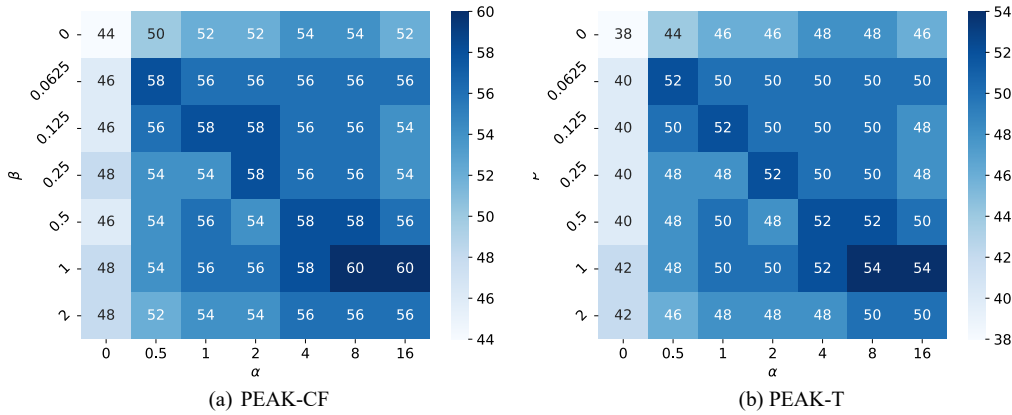 0 44 50 52 52 54 54 52
0.0625 46 58 56 56 56 56 56
0.125 46 56 58 58 56 56 54
0.25 48 54 54 58 56 56 54
0.5 46 54 56 54 58 58 56
1 48 54 56 56 58 60 60
2 48 52 54 54 56 56 56
0 0.5 1 2 4 8 16
α
β
60
58
56
54
52
50
48
46
44
(a) PEAK-CF
0 38 44 46 46 48 48 46
0.0625 40 52 50 50 50 50 50
0.125 40 50 52 50 50 50 48
0.25 40 48 48 52 50 50 48
0.5 40 48 50 48 52 52 50
1 42 48 50 50 52 54 54
2 42 46 48 48 48 50 50
0 0.5 1 2 4 8 16
α
54
52
50
48
46
44
42
40
38
(b) PEAK-T